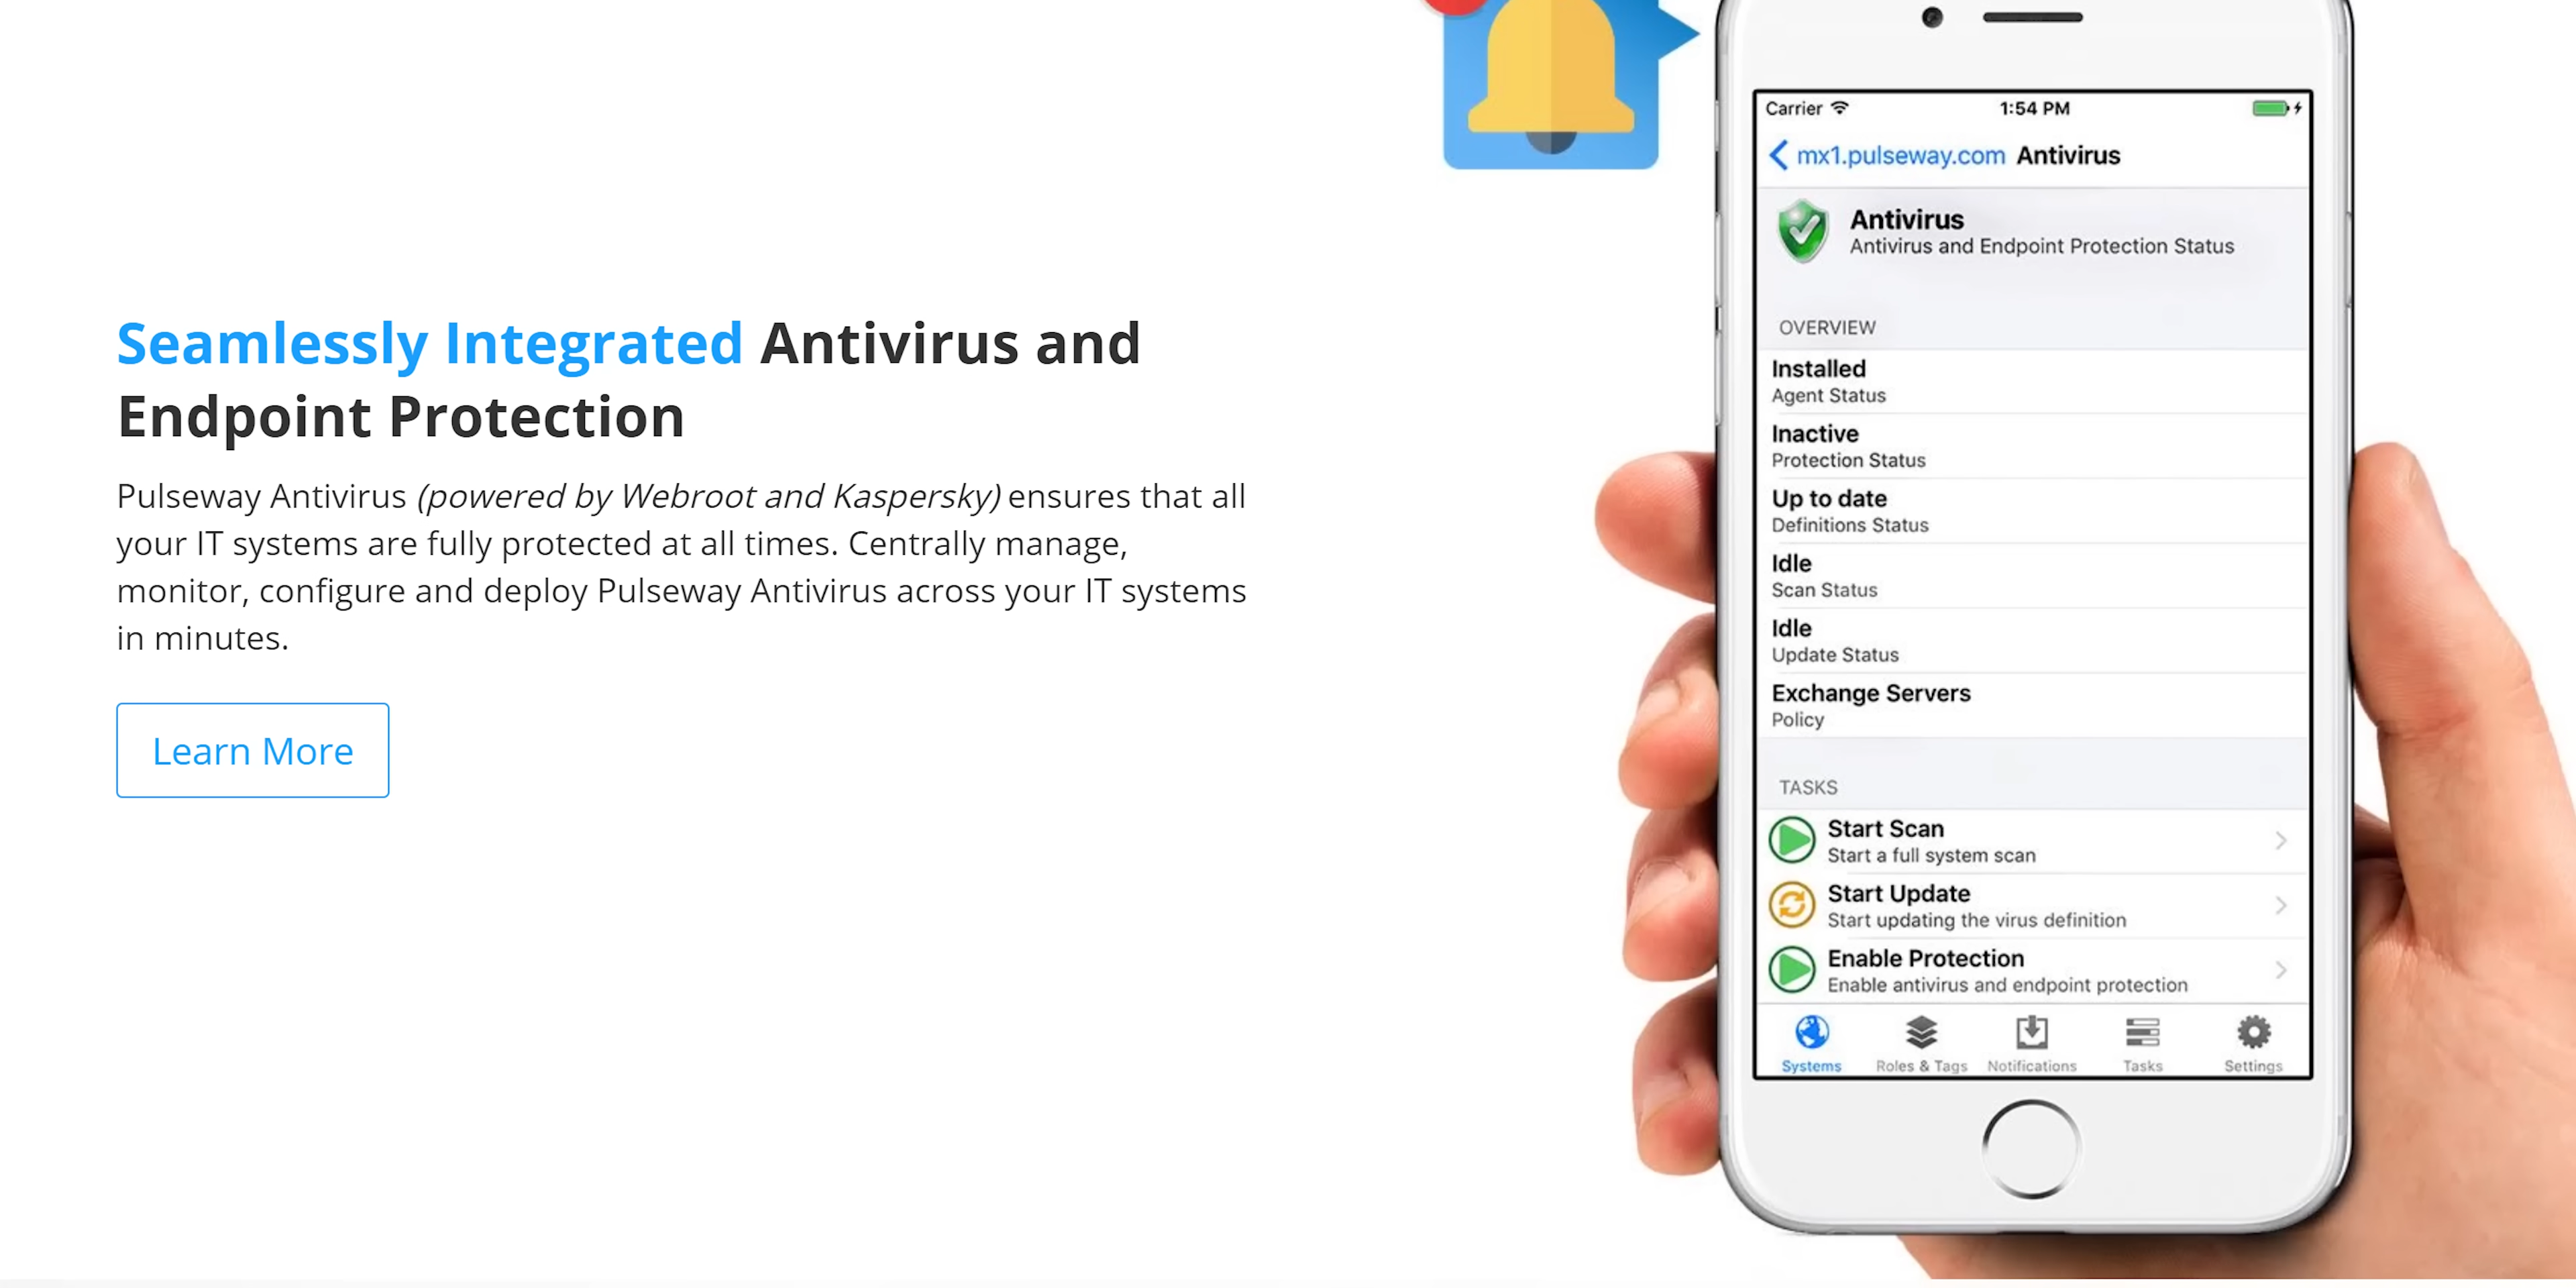 Seamlessly Integrated Antivirus and
Endpoint Protection
Pulseway Antivirus (powered by Webroot and Kaspersky) ensures that all
your IT systems are fully protected at all times. Centrally manage,
monitor, configure and deploy Pulseway Antivirus across your IT systems
in minutes.
Learn More
Carrier 1:54 PM
mx1.pulseway.com Antivirus
Antivirus
Antivirus and Endpoint Protection Status
OVERVIEW
Installed
Agent Status
Inactive
Protection Status
Up to date
Definitions Status
Idle
Scan Status
Idle
Update Status
Exchange Servers
Policy
TASKS
Start Scan
Start a full system scan
Start Update
Start updating the virus definition
Enable Protection
Enable antivirus and endpoint protection
Systems Roles & Tags Notifications Tasks Settings